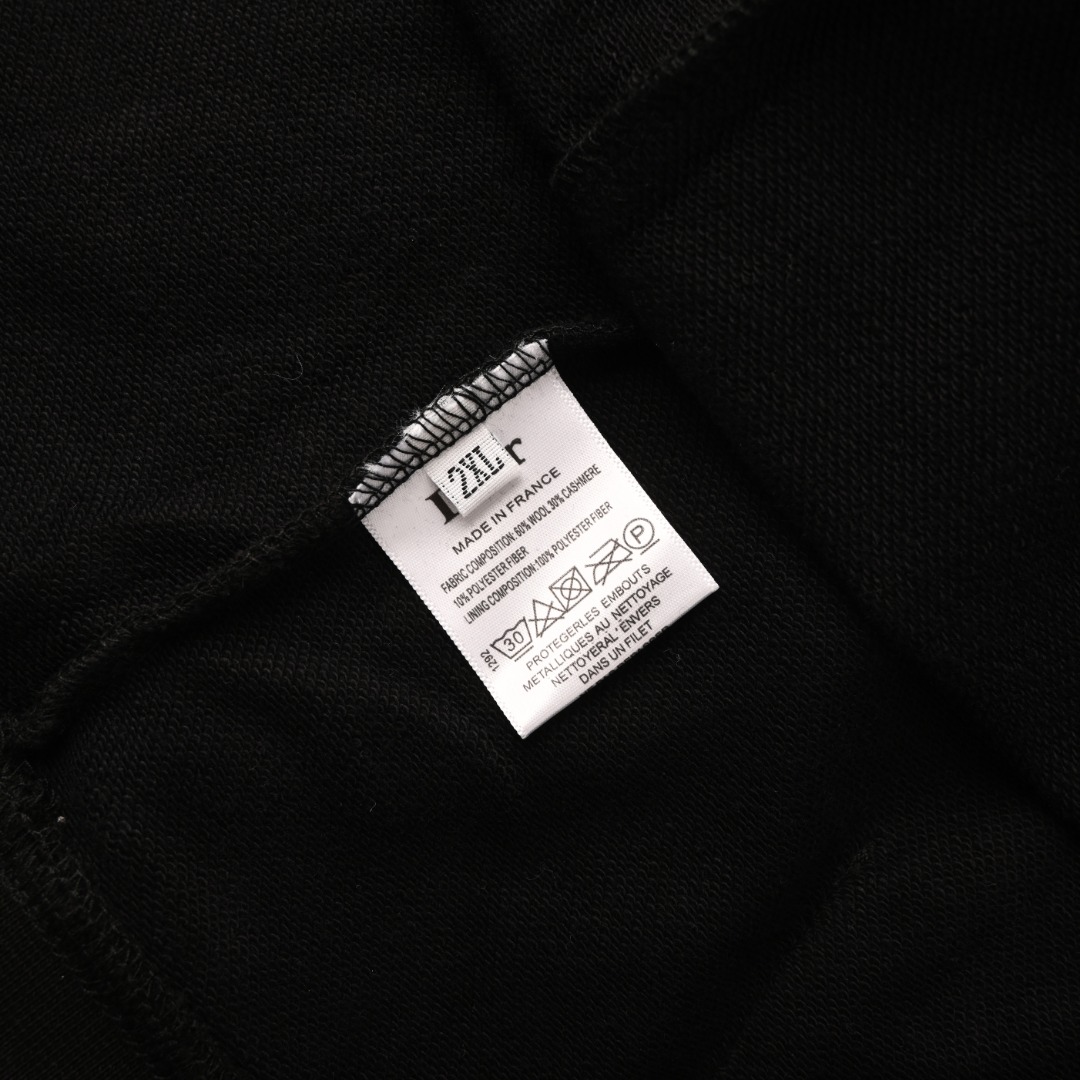 2XL
MADE IN FRANCE
FABRIC COMPOSITION:60% WOOL 30% CASHMERE
10% POLYESTER FIBER
LINING COMPOSITION:100% POLYESTER FIBER
30 P
1292
PROTEGERLES EMBOUTS
METALLIQUES AU NETTOYAGE
NETTOYERAL'ENVERS
DANS UN FILET